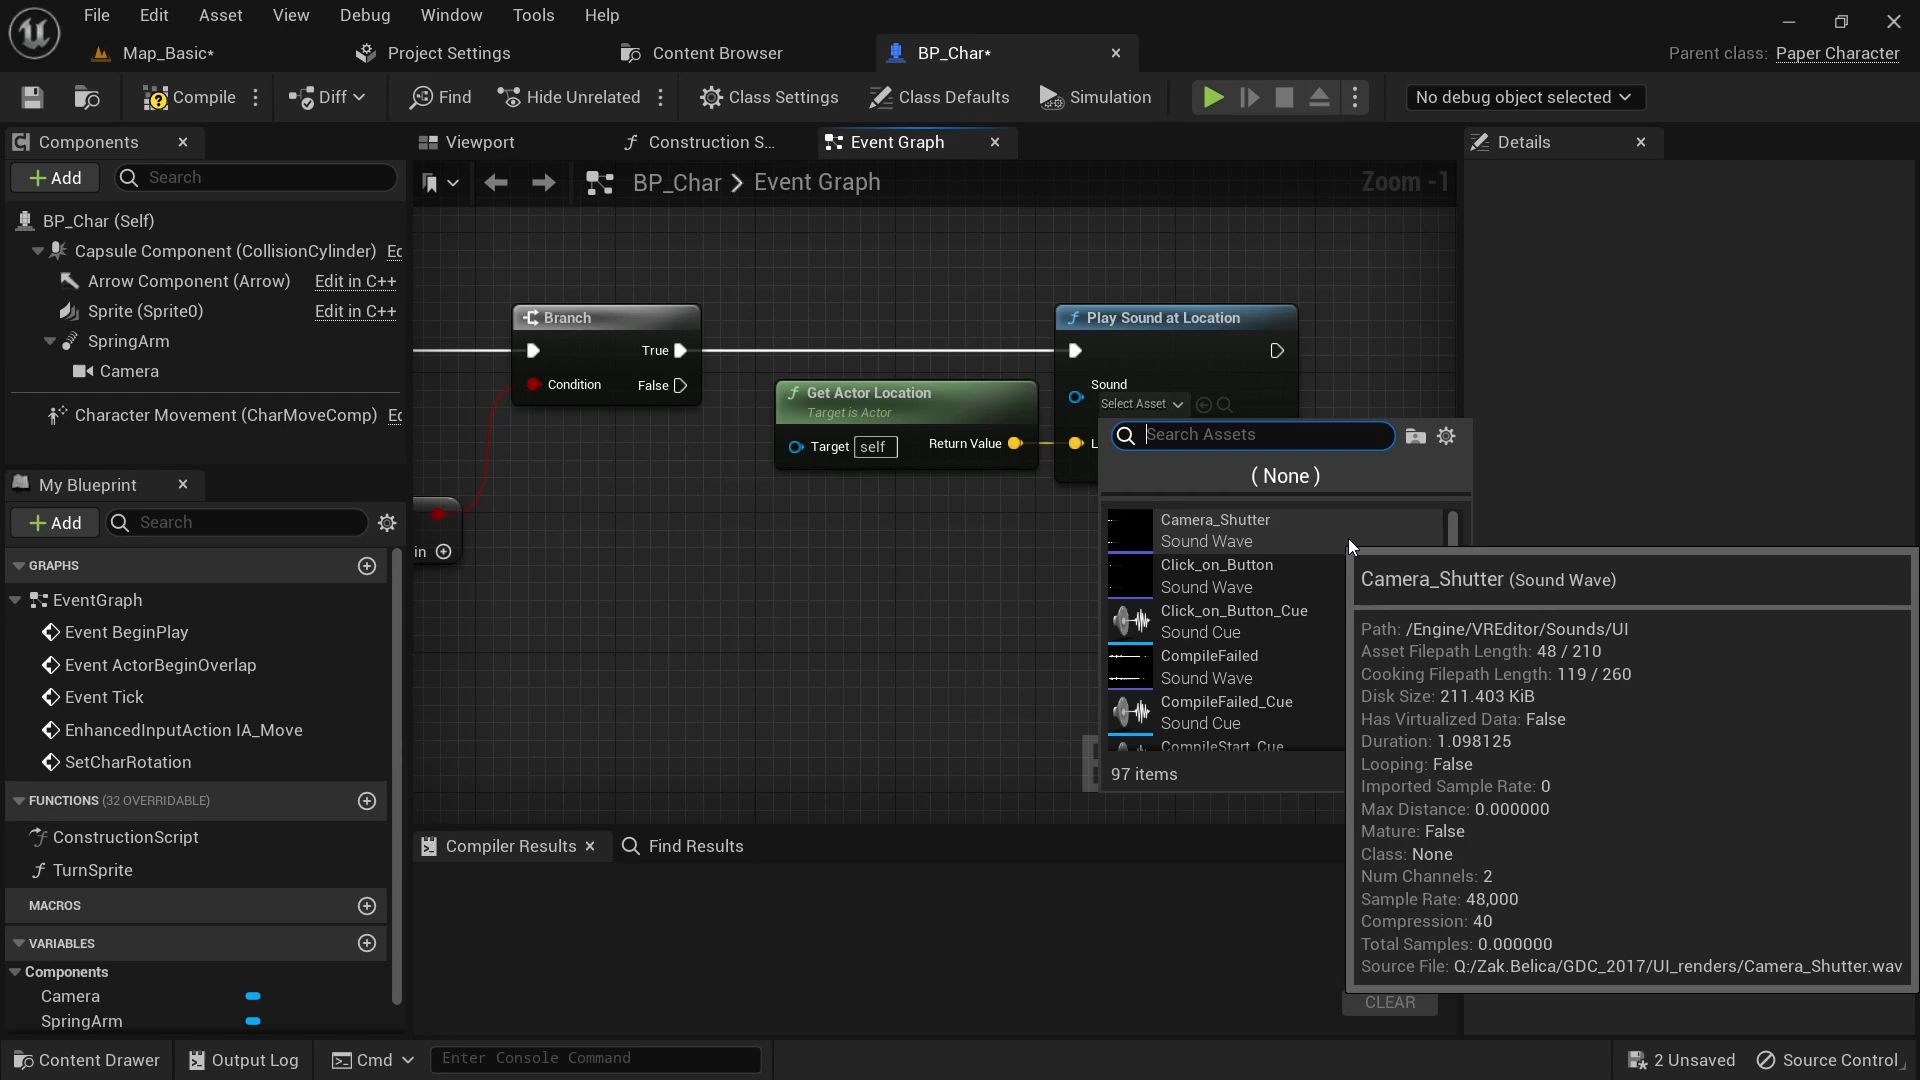 File Edit Asset View Debug Window Tools Help
Map_Basic* Project Settings Content Browser BP_Char* Parent class: Paper Character
Compile Diff Find Hide Unrelated Class Settings Class Defaults Simulation No debug object selected
Components Viewport Construction S... Event Graph Details
Add Search BP_Char Event Graph Zoom -1
BP_Char (Self)
Capsule Component (CollisionCylinder)
Arrow Component (Arrow) Edit in C++
Sprite (Sprite0) Edit in C++
SpringArm
Camera
Character Movement (CharMoveComp)
My Blueprint
Add Search
GRAPHS
EventGraph
Event BeginPlay
Event ActorBeginOverlap
Event Tick
EnhancedInputAction IA_Move
SetCharRotation
FUNCTIONS (32 OVERRIDABLE)
ConstructionScript
TurnSprite
MACROS
VARIABLES
Components
Camera
SpringArm
Branch
True
Condition False
Get Actor Location
Target is Actor
Target self Return Value
Play Sound at Location
Sound
Select Asset
L
in
Search Assets
( None )
Camera_Shutter
Sound Wave
Click_on_Button
Sound Wave
Click_on_Button_Cue
Sound Cue
CompileFailed
Sound Wave
CompileFailed_Cue
Sound Cue
CompileStart_Cue
97 items
Camera_Shutter (Sound Wave)
Path: /Engine/VREditor/Sounds/UI
Asset Filepath Length: 48 / 210
Cooking Filepath Length: 119 / 260
Disk Size: 211.403 KiB
Has Virtualized Data: False
Duration: 1.098125
Looping: False
Imported Sample Rate: 0
Max Distance: 0.000000
Mature: False
Class: None
Num Channels: 2
Sample Rate: 48,000
Compression: 40
Total Samples: 0.000000
Source File: Q:/Zak.Belica/GDC_2017/UI_renders/Camera_Shutter.wav
Compiler Results Find Results
CLEAR
Content Drawer Output Log Cmd Enter Console Command 2 Unsaved Source Control